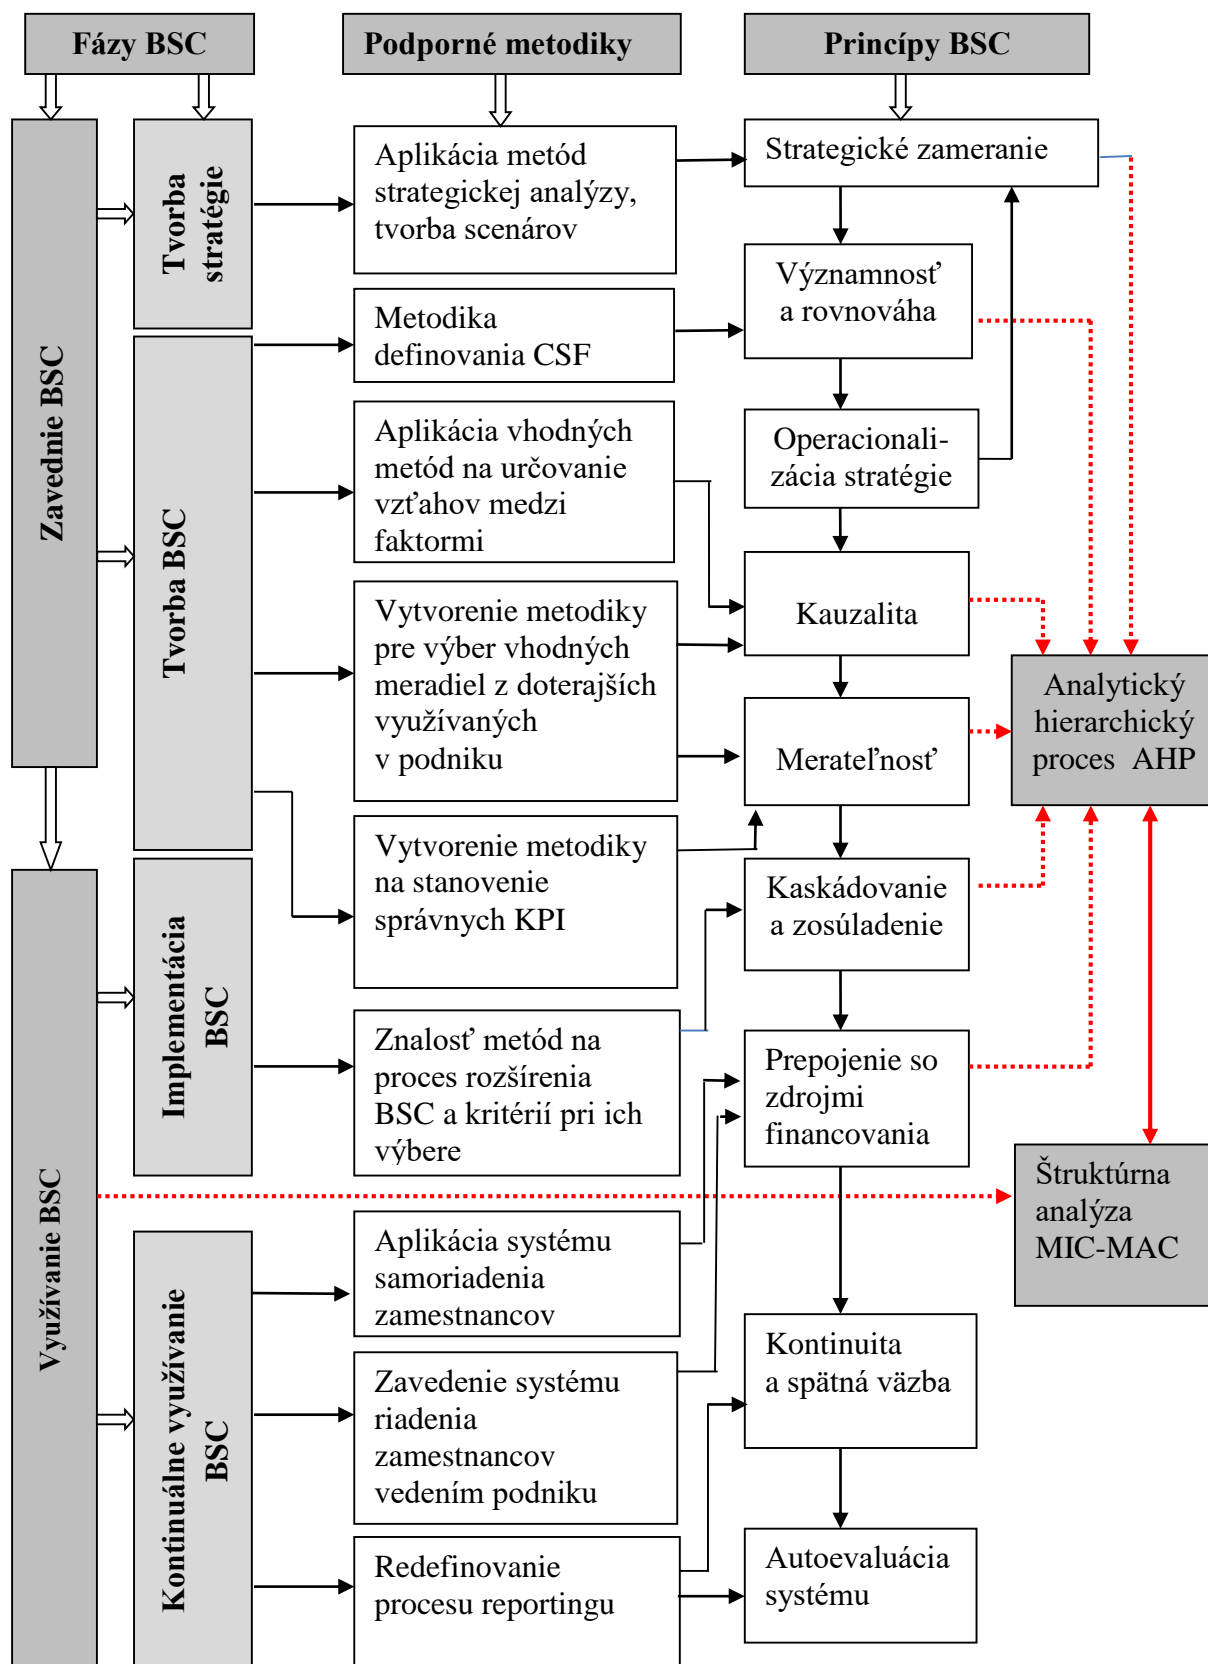 Fázy BSC
Podporné metodiky
Princípy BSC
Zavednie BSC
Využívanie BSC
Tvorba
stratégie
Tvorba BSC
Implementácia
BSC
Kontinuálne využívanie
BSC
Aplikácia metód
strategickej analýzy,
tvorba scenárov
Metodika
definovania CSF
Aplikácia vhodných
metód na určovanie
vzťahov medzi
faktormi
Vytvorenie metodiky
pre výber vhodných
meradiel z doterajších
využívaných
v podniku
Vytvorenie metodiky
na stanovenie
správnych KPI
Znalosť metód na
proces rozšírenia
BSC a kritérií pri ich
výbere
Aplikácia systému
samoriadenia
zamestnancov
Zavedenie systému
riadenia
zamestnancov
vedením podniku
Redefinovanie
procesu reportingu
Strategické zameranie
Významnosť
a rovnováha
Operacionali-
zácia stratégie
Kauzalita
Merateľnosť
Kaskádovanie
a zosúladenie
Prepojenie so
zdrojmi
financovania
Kontinuita
a spätná väzba
Autoevaluácia
systému
Analytický
hierarchický
proces AHP
Štruktúrna
analýza
MIC-MAC